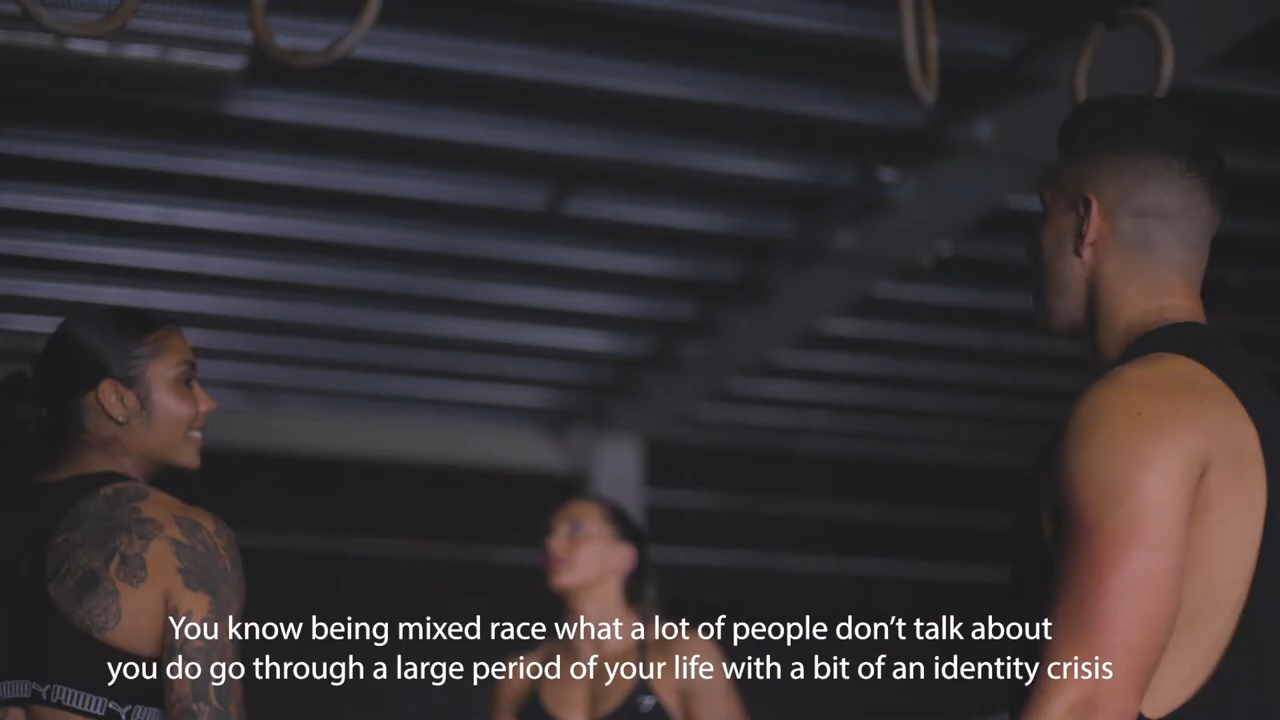 You know being mixed race what a lot of people don't talk about
you do go through a large period of your life with a bit of an identity crisis
PUMA